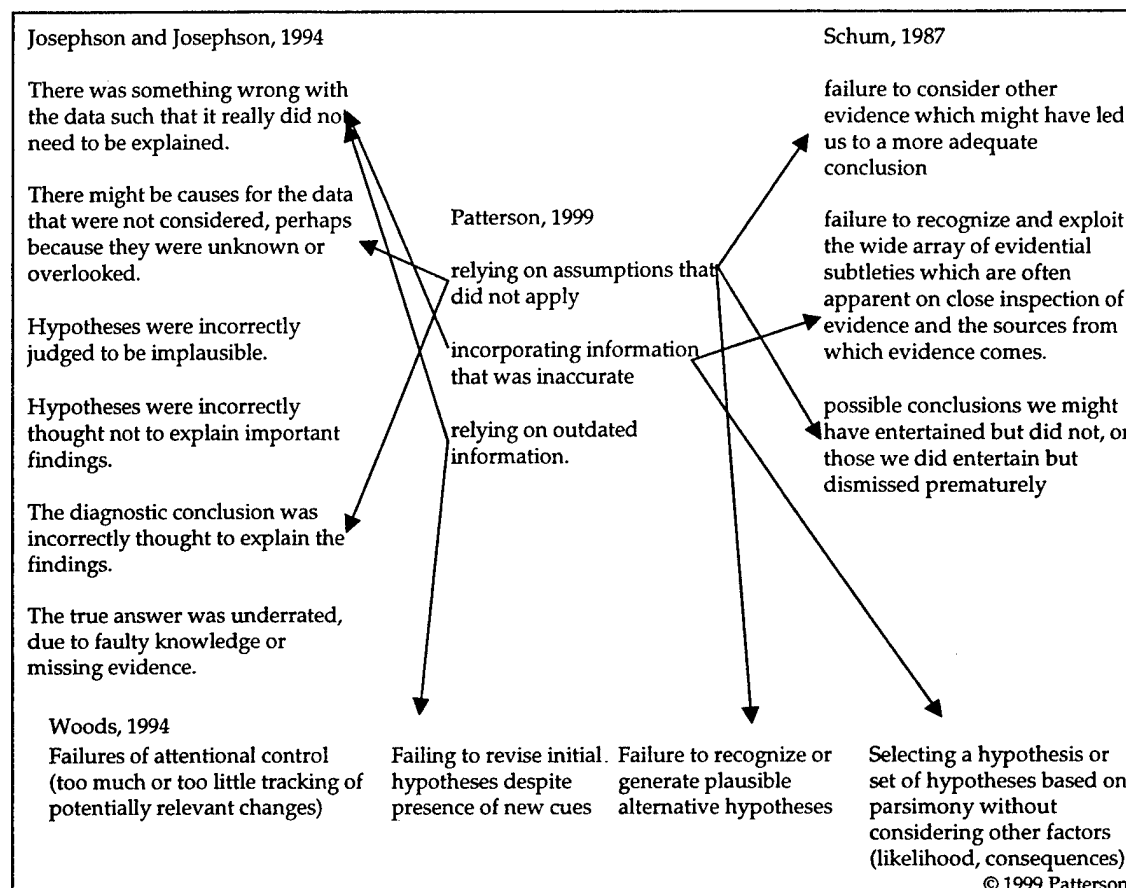 Josephson and Josephson, 1994
There was something wrong with
the data such that it really did no
need to be explained.
There might be causes for the data
that were not considered, perhaps
because they were unknown or
overlooked.
Hypotheses were incorrectly
judged to be implausible.
Hypotheses were incorrectly
thought not to explain important
findings.
The diagnostic conclusion was
incorrectly thought to explain the
findings.
The true answer was underrated,
due to faulty knowledge or
missing evidence.
Patterson, 1999
relying on assumptions that
did not apply
incorporating information
that was inaccurate
relying on outdated
information.
Schum, 1987
failure to consider other
evidence which might have led
us to a more adequate
conclusion
failure to recognize and exploit
the wide array of evidential
subtleties which are often
apparent on close inspection of
evidence and the sources from
which evidence comes.
possible conclusions we might
have entertained but did not, or
those we did entertain but
dismissed prematurely
Woods, 1994
Failures of attentional control
(too much or too little tracking of
potentially relevant changes)
Failing to revise initial
hypotheses despite
presence of new cues
Failure to recognize or
generate plausible
alternative hypotheses
Selecting a hypothesis or
set of hypotheses based on
parsimony without
considering other factors
(likelihood, consequences)
© 1999 Patterson